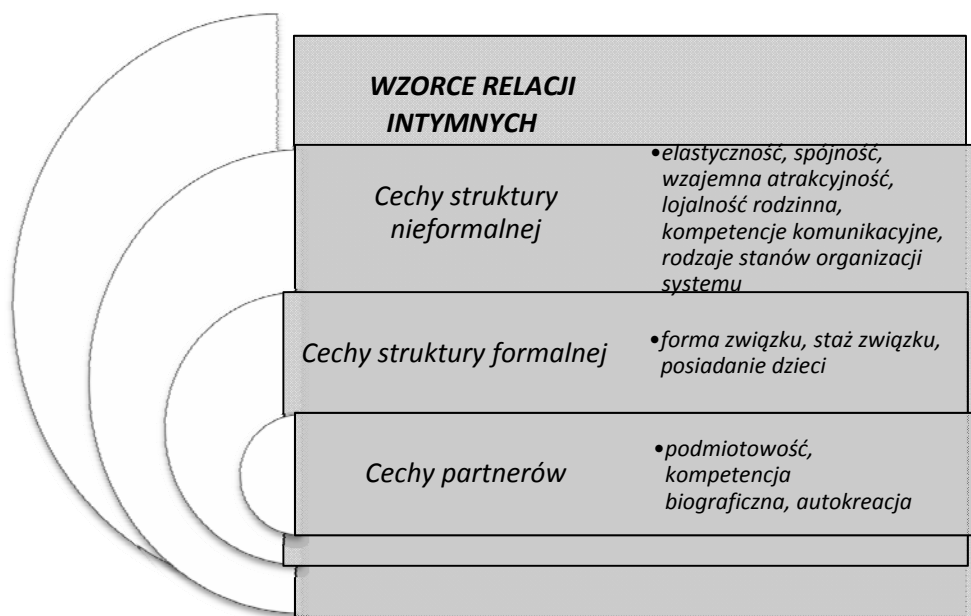 WZORCE RELACJI
INTYMNYCH
Cechy struktury
nieformalnej
•elastyczność, spójność,
wzajemna atrakcyjność,
lojalność rodzinna,
kompetencje komunikacyjne,
rodzaje stanów organizacji
systemu
Cechy struktury formalnej
•forma związku, staż związku,
posiadanie dzieci
Cechy partnerów
•podmiotowość,
kompetencja
biograficzna, autokreacja